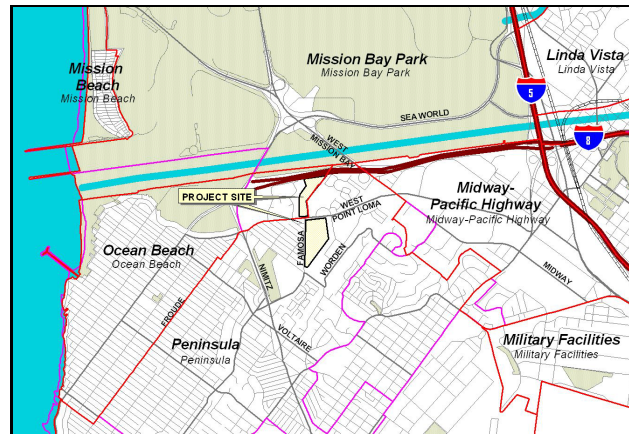 Mission Bay Park
Mission Bay Park
Linda Vista
Linda Vista
Mission
Beach
Mission Beach
5
8
SEA WORLD
WEST
MISSION BAY
PROJECT SITE
WEST
POINT LOMA
Midway-
Pacific Highway
Midway-Pacific Highway
Ocean Beach
Ocean Beach
FAMOSA
WORDEN
NIMITZ
MIDWAY
FROUDE
VOLTAIRE
Peninsula
Peninsula
Military Facilities
Military Facilities